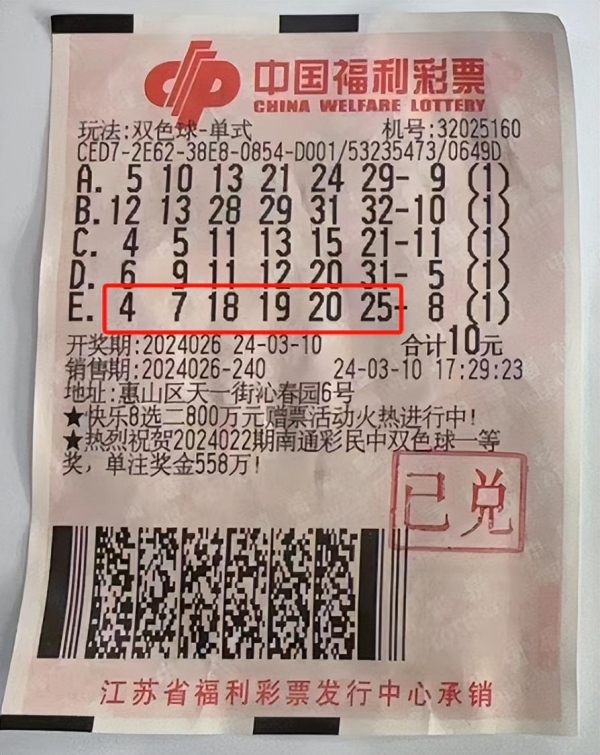 中国福利彩票
CHINA WELFARE LOTTERY
玩法:双色球-单式 机号:32025160
CED7-2E62-38E8-0854-D001/53235473/0649D
A. 5 10 13 21 24 29- 9 (1)
B. 12 13 28 29 31 32-10 (1)
C. 4 5 11 13 15 21-11 (1)
D. 6 9 11 12 20 31- 5 (1)
E. 4 7 18 19 20 25- 8 (1)
开奖期:2024026 24-03-10 合计10元
销售期:2024026-240 24-03-10 17:29:23
地址:惠山区天一街沁春园6号
★快乐8选二800万元赠票活动火热进行中!
★热烈祝贺2024022期南通彩民中双色球一等
奖，单注奖金558万!
已兑
江苏省福利彩票发行中心承销